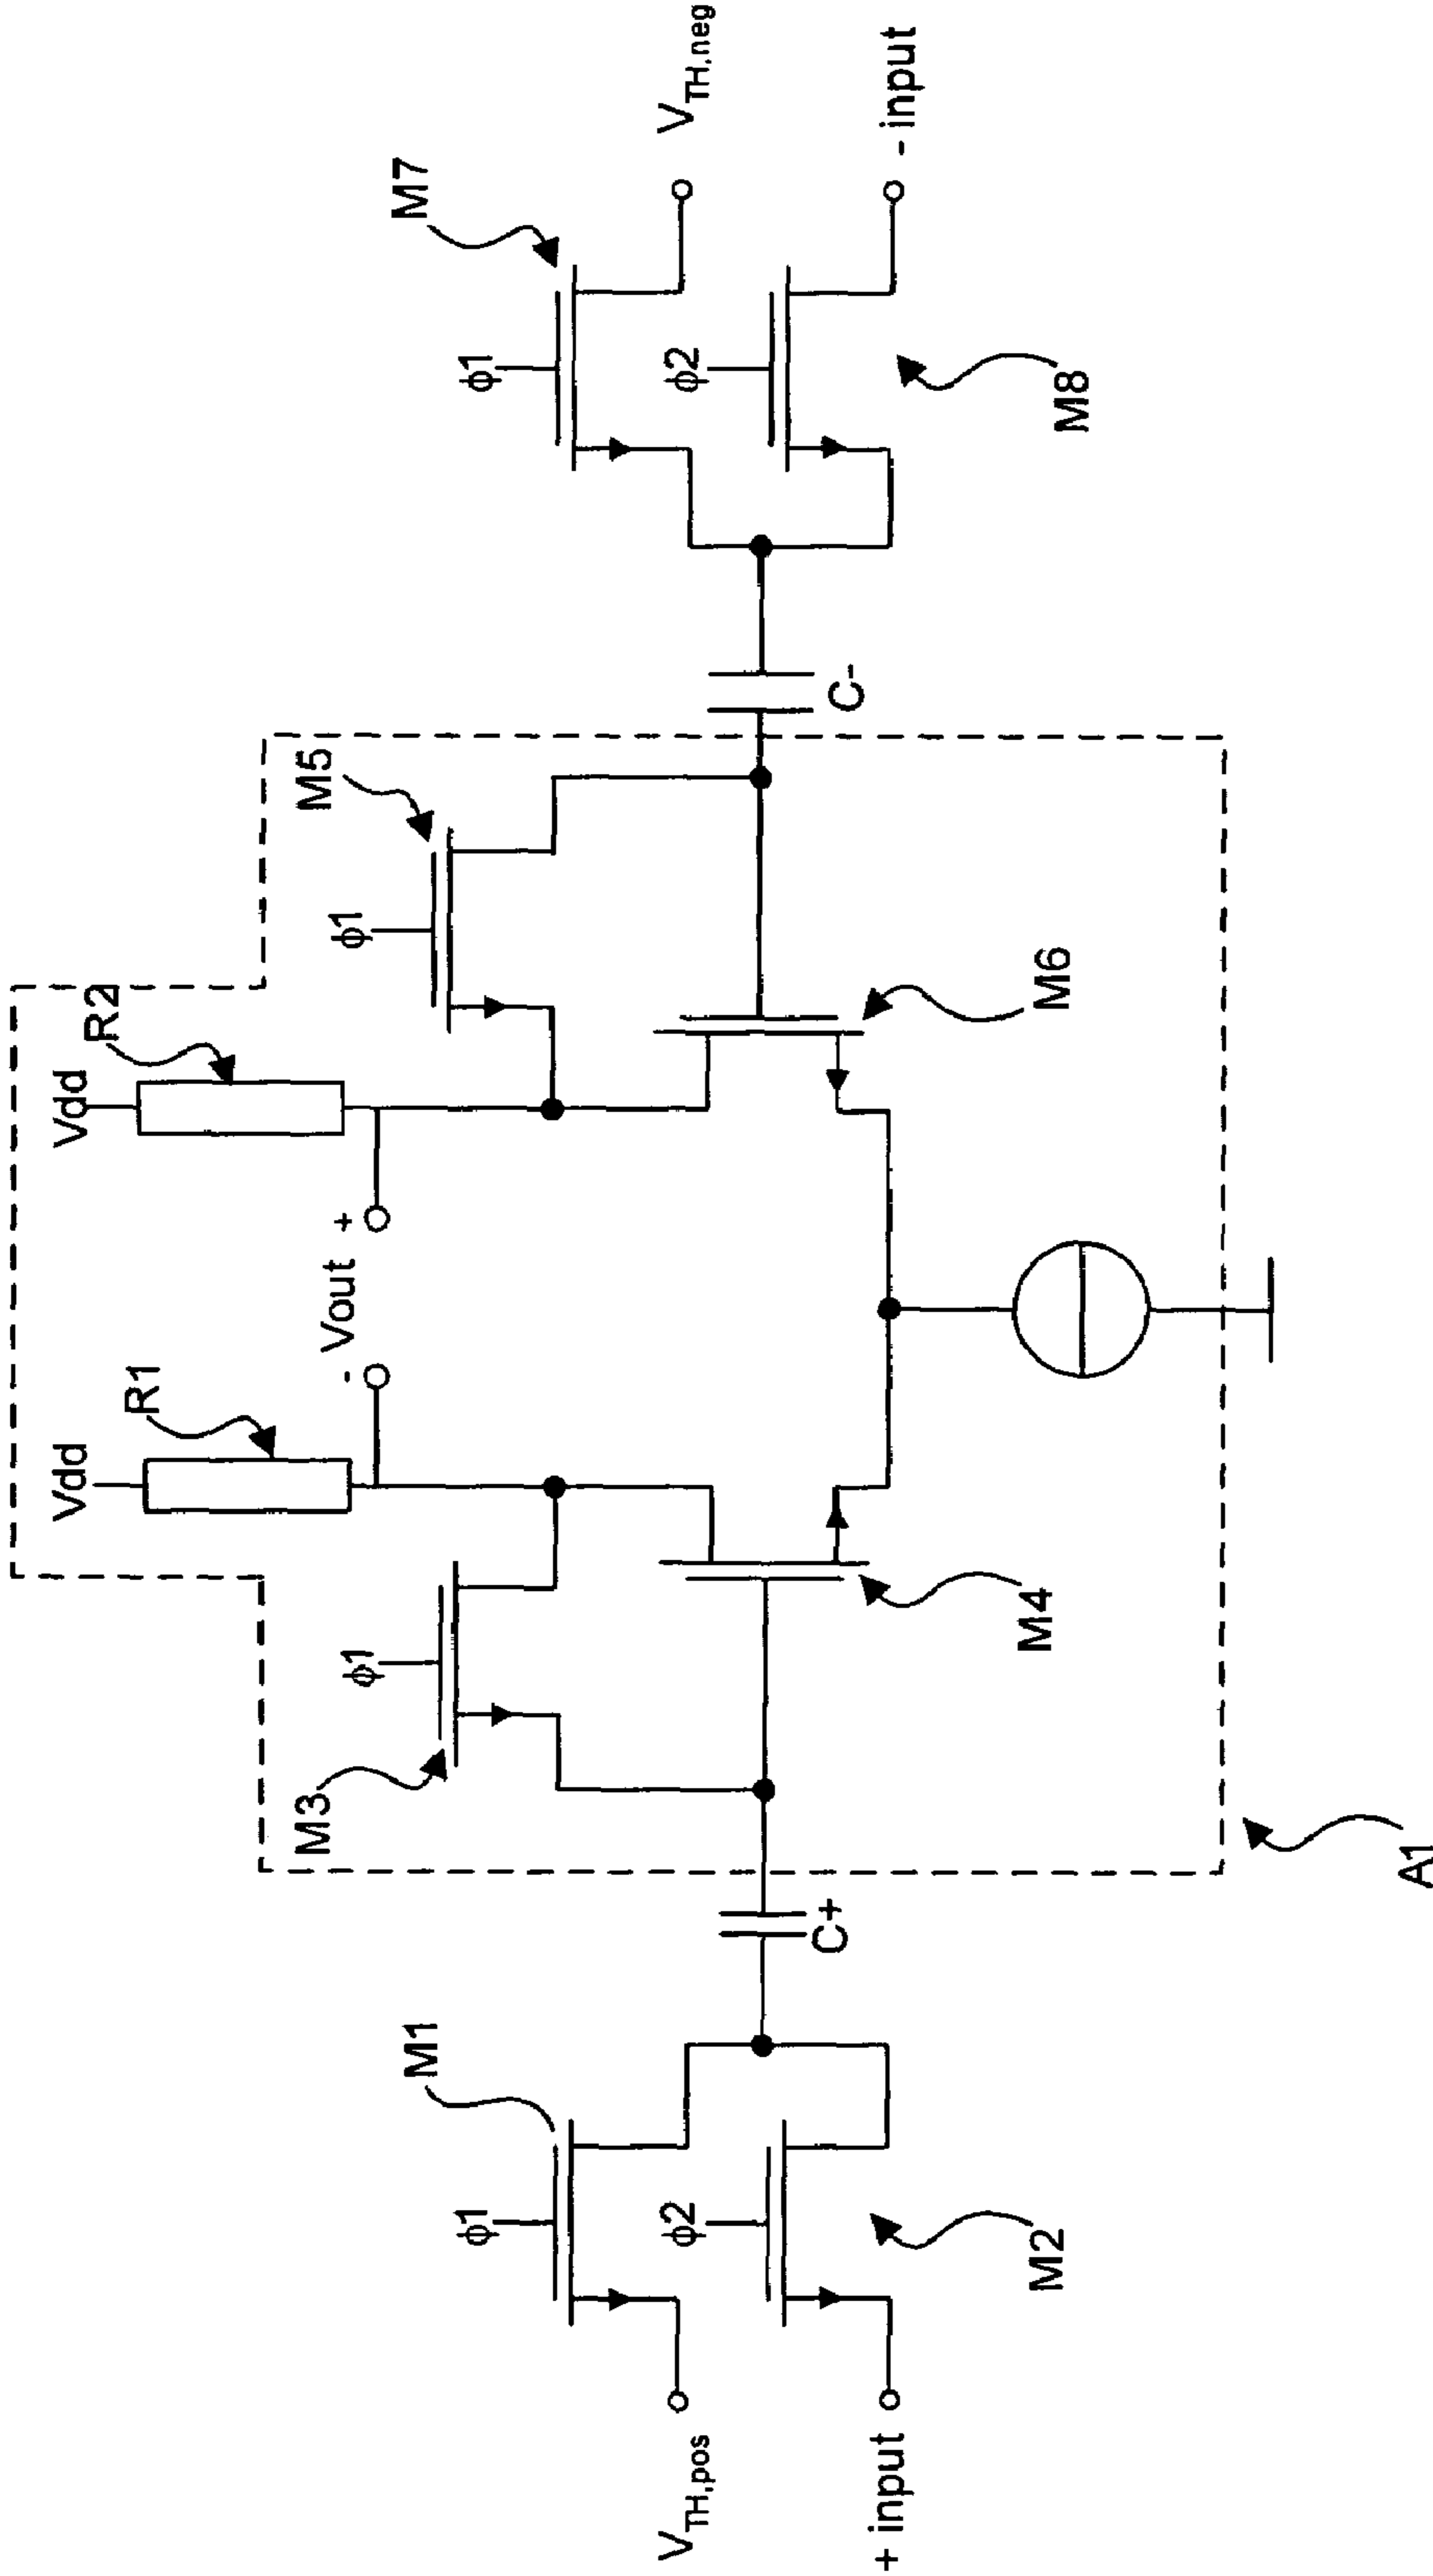 Vdd
Vdd
R1
R2
- Vout +
M3
M5
ϕ1
ϕ1
M1
M7
ϕ1
ϕ1
V_TH,pos
V_TH,neg
ϕ2
ϕ2
C+
C-
+ input
- input
M2
M4
M6
M8
A1